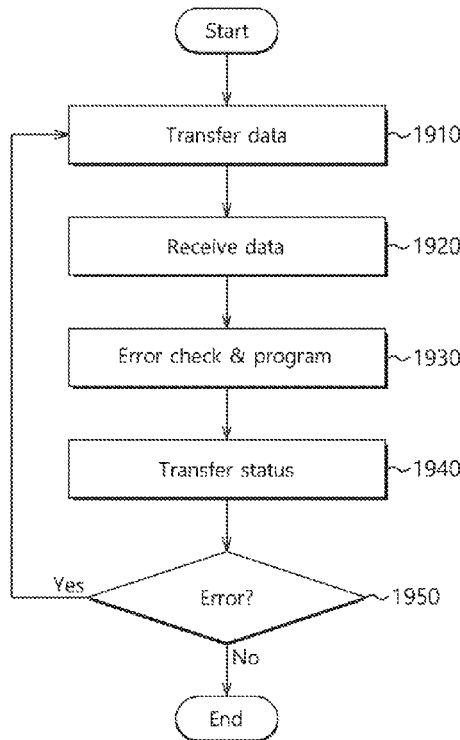 Start
Transfer data 1910
Receive data 1920
Error check & program 1930
Transfer status 1940
Yes
Error? 1950
No
End